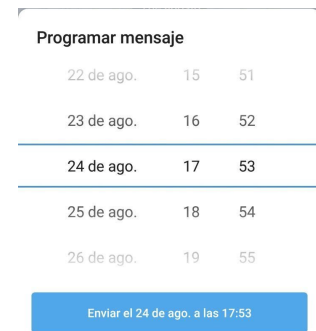 Programar mensaje
22 de ago. 15 51
23 de ago. 16 52
24 de ago. 17 53
25 de ago. 18 54
26 de ago. 19 55
Enviar el 24 de ago. a las 17:53